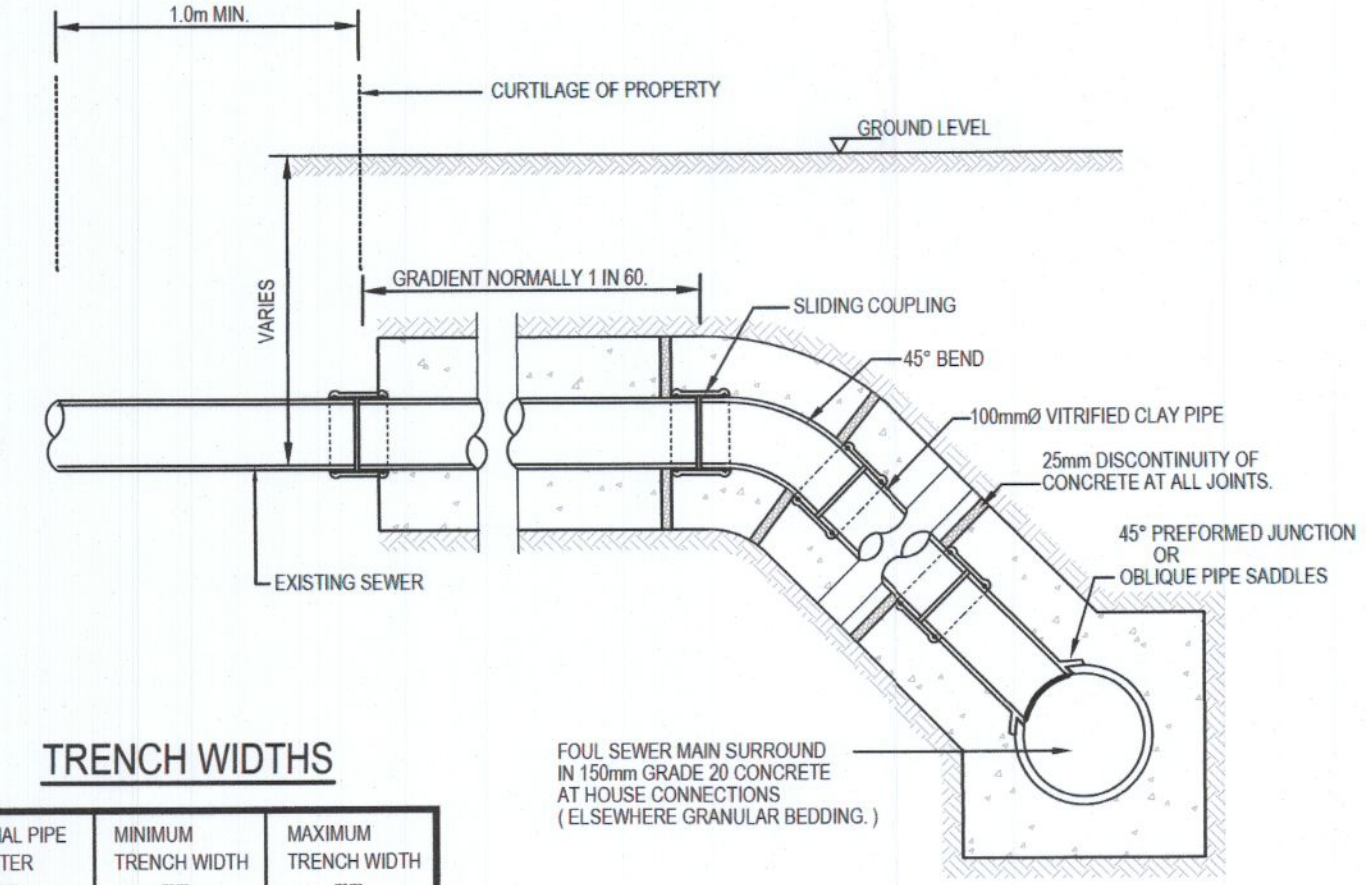 1.0m MIN.
CURTILAGE OF PROPERTY
GROUND LEVEL
VARIES
GRADIENT NORMALLY 1 IN 60.
SLIDING COUPLING
45° BEND
100mmØ VITRIFIED CLAY PIPE
25mm DISCONTINUITY OF
CONCRETE AT ALL JOINTS.
45° PREFORMED JUNCTION
OR
OBLIQUE PIPE SADDLES
EXISTING SEWER
FOUL SEWER MAIN SURROUND
IN 150mm GRADE 20 CONCRETE
AT HOUSE CONNECTIONS
( ELSEWHERE GRANULAR BEDDING. )
TRENCH WIDTHS
PIPE
MINIMUM
TRENCH WIDTH
MAXIMUM
TRENCH WIDTH